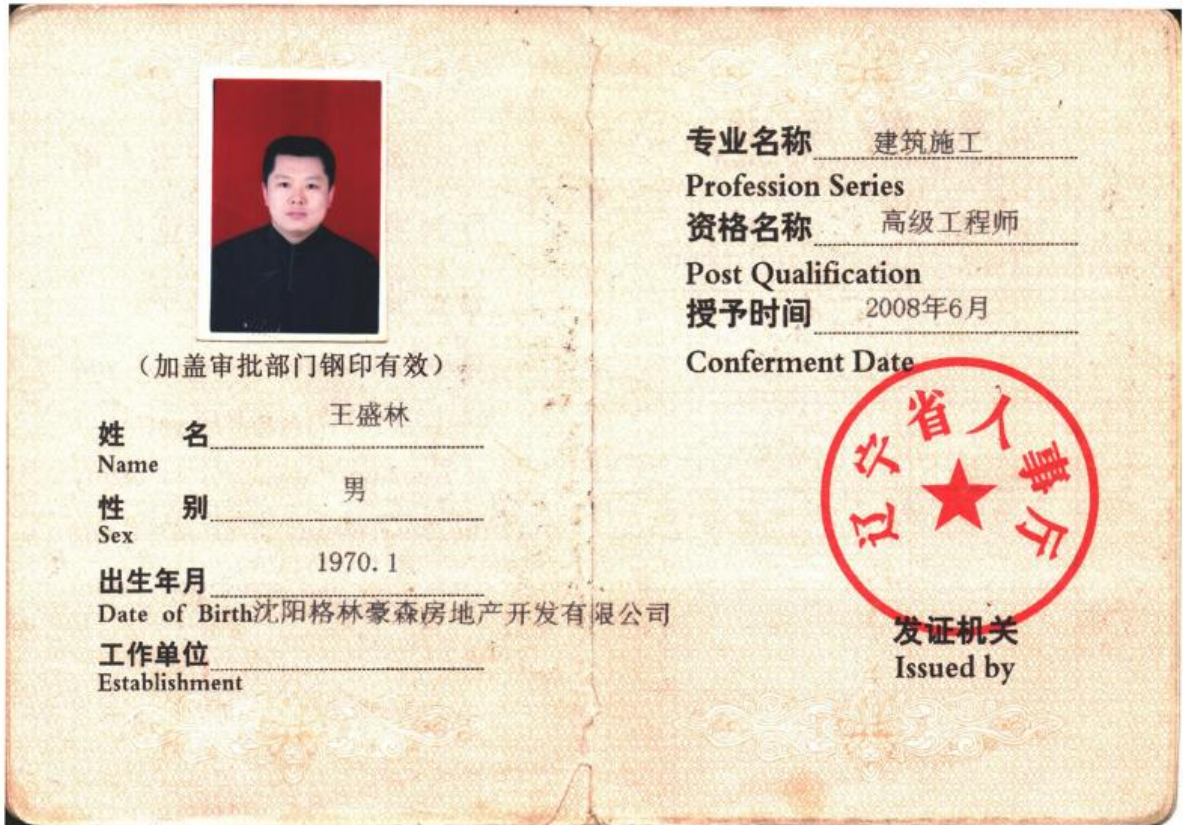 （加盖审批部门钢印有效）
姓 名 王盛林
Name
性 别 男
Sex
出生年月 1970.1
Date of Birth
工作单位 沈阳格林豪森房地产开发有限公司
Establishment
专业名称 建筑施工
Profession Series
资格名称 高级工程师
Post Qualification
授予时间 2008年6月
Conferment Date
辽宁省人事厅
发证机关
Issued by